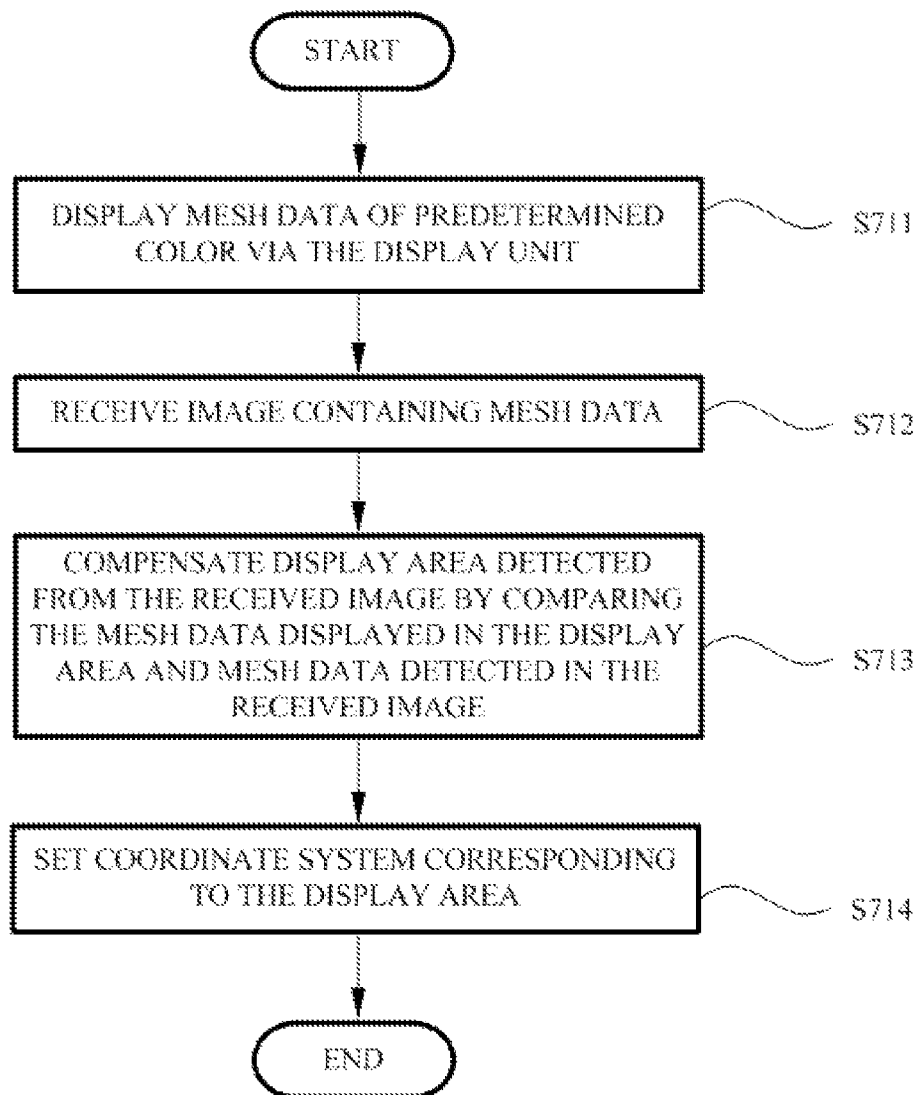 START
DISPLAY MESH DATA OF PREDETERMINED
COLOR VIA THE DISPLAY UNIT
S711
RECEIVE IMAGE CONTAINING MESH DATA
S712
COMPENSATE DISPLAY AREA DETECTED
FROM THE RECEIVED IMAGE BY COMPARING
THE MESH DATA DISPLAYED IN THE DISPLAY
AREA AND MESH DATA DETECTED IN THE
RECEIVED IMAGE
S713
SET COORDINATE SYSTEM CORRESPONDING
TO THE DISPLAY AREA
S714
END